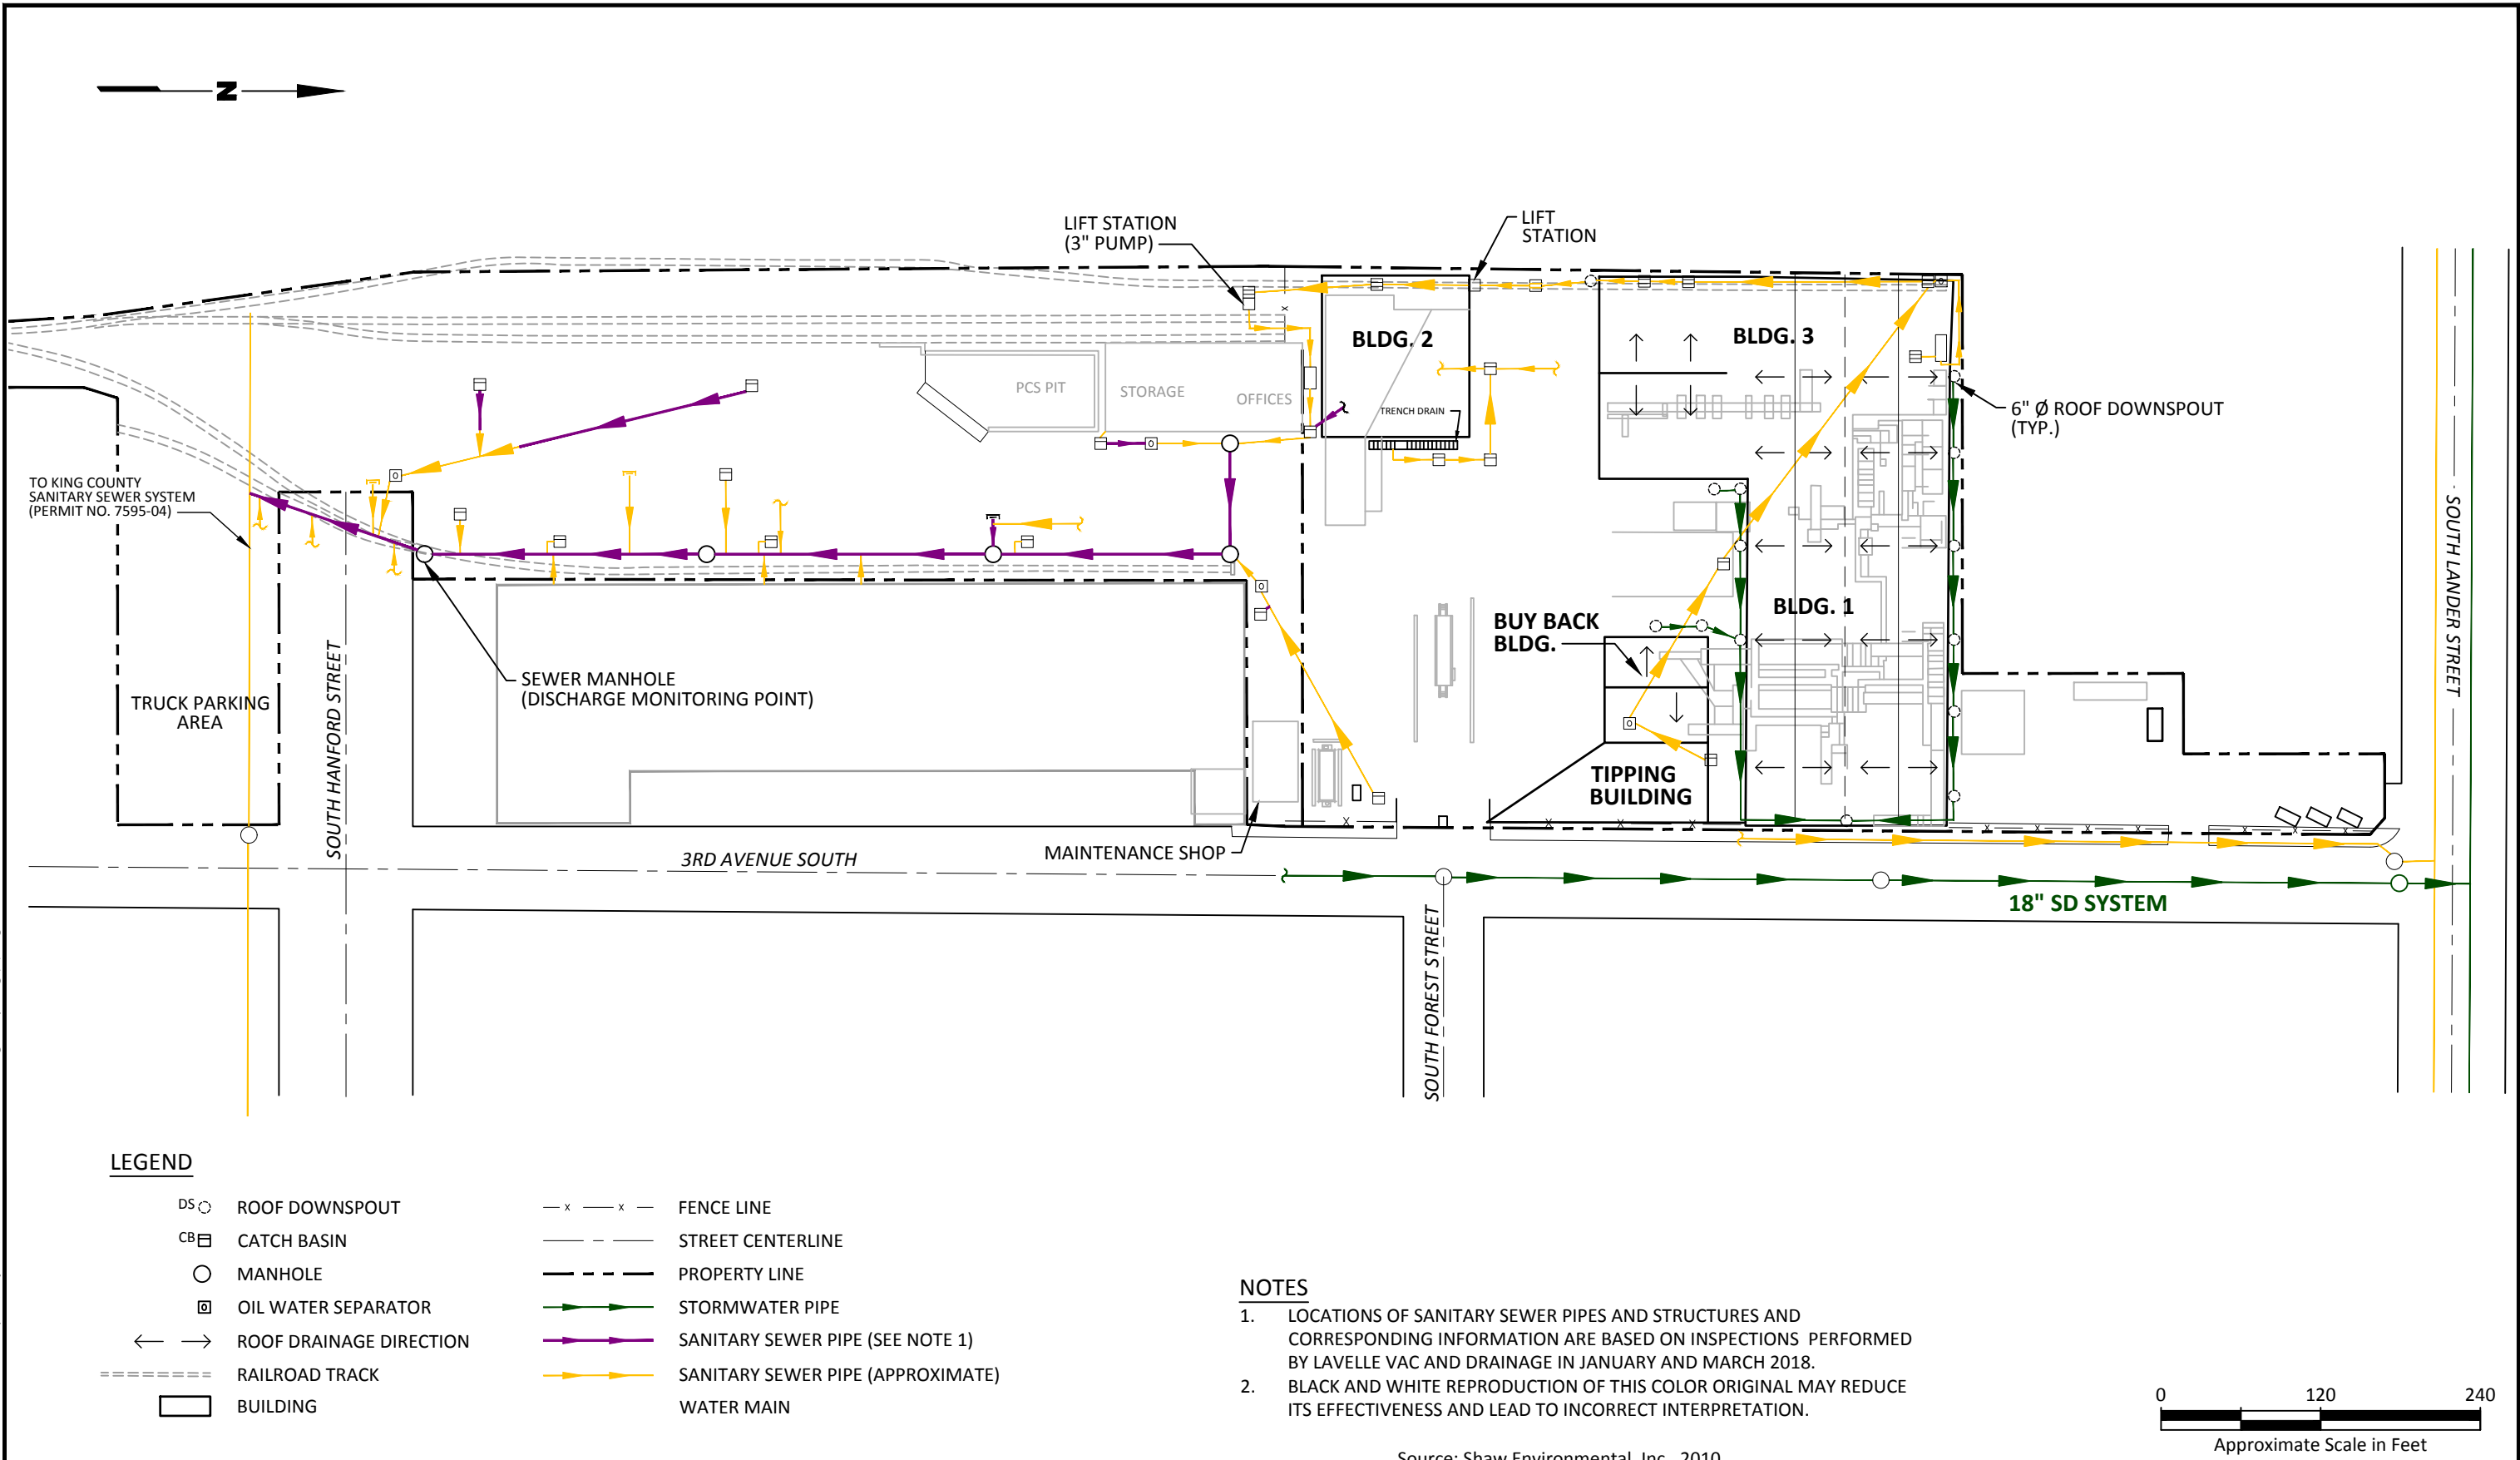 N
LIFT STATION
(3" PUMP)
LIFT
STATION
BLDG. 2
BLDG. 3
PCS PIT
STORAGE
OFFICES
TRENCH DRAIN
6" Ø ROOF DOWNSPOUT
(TYP.)
TO KING COUNTY
SANITARY SEWER SYSTEM
(PERMIT NO. 7595-04)
SOUTH LANDER STREET
BLDG. 1
BUY BACK
BLDG.
SEWER MANHOLE
(DISCHARGE MONITORING POINT)
TRUCK PARKING
AREA
SOUTH HANFORD STREET
TIPPING
BUILDING
MAINTENANCE SHOP
3RD AVENUE SOUTH
18" SD SYSTEM
SOUTH FOREST STREET
LEGEND
DS ROOF DOWNSPOUT
CB CATCH BASIN
MANHOLE
OIL WATER SEPARATOR
ROOF DRAINAGE DIRECTION
RAILROAD TRACK
BUILDING
x x FENCE LINE
STREET CENTERLINE
PROPERTY LINE
STORMWATER PIPE
SANITARY SEWER PIPE (SEE NOTE 1)
SANITARY SEWER PIPE (APPROXIMATE)
WATER MAIN
NOTES
1. LOCATIONS OF SANITARY SEWER PIPES AND STRUCTURES AND
CORRESPONDING INFORMATION ARE BASED ON INSPECTIONS PERFORMED
BY LAVELLE VAC AND DRAINAGE IN JANUARY AND MARCH 2018.
2. BLACK AND WHITE REPRODUCTION OF THIS COLOR ORIGINAL MAY REDUCE
ITS EFFECTIVENESS AND LEAD TO INCORRECT INTERPRETATION.
Source: Shaw Environmental, Inc., 2010
0 120 240
Approximate Scale in Feet